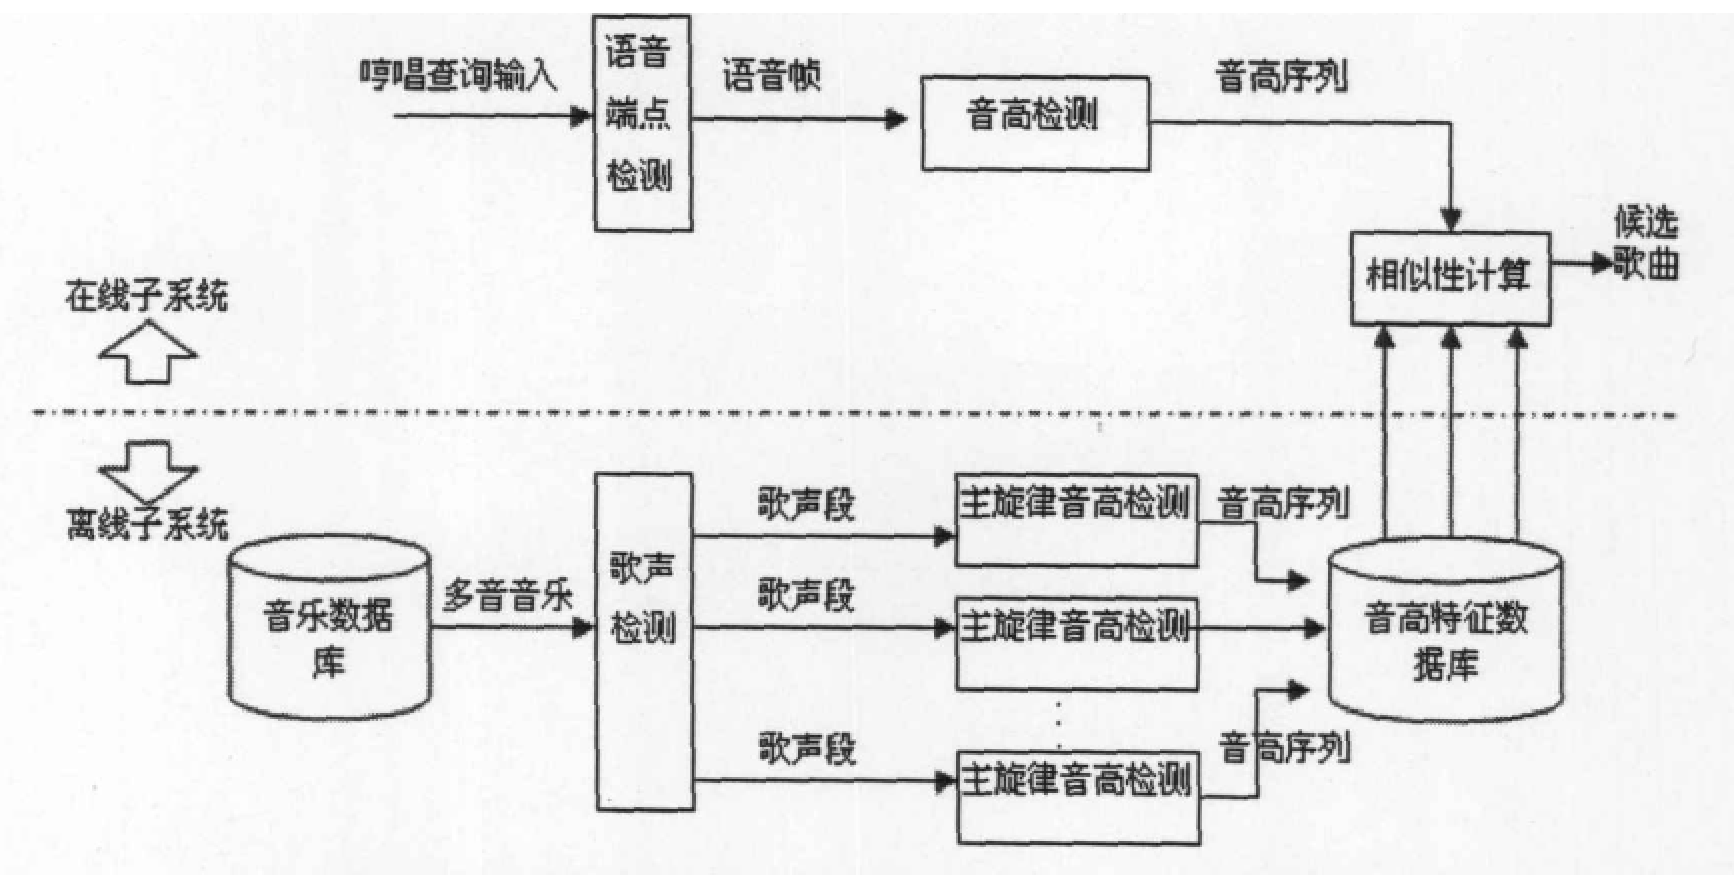 哼唱查询输入
语音
端点
检测
语音帧
音高检测
音高序列
相似性计算
候选
歌曲
在线子系统
离线子系统
音乐数据
库
多音音乐
歌声
检测
歌声段
主旋律音高检测
音高序列
歌声段
主旋律音高检测
歌声段
主旋律音高检测
音高序列
音高特征数
据库